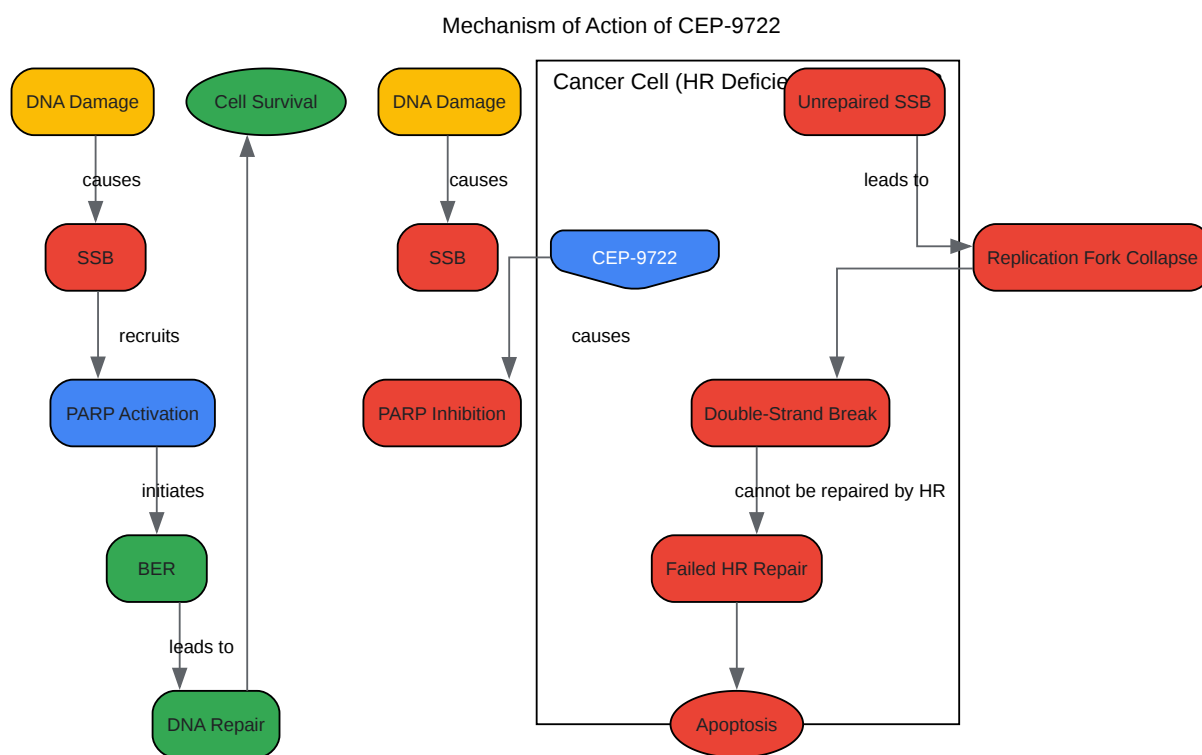 Mechanism of Action of CEP-9722
Cancer Cell (HR Deficie
DNA Damage
Cell Survival
DNA Damage
Unrepaired SSB
causes
causes
leads to
SSB
SSB
CEP-9722
Replication Fork Collapse
recruits
causes
PARP Activation
PARP Inhibition
Double-Strand Break
initiates
cannot be repaired by HR
BER
Failed HR Repair
leads to
DNA Repair
Apoptosis